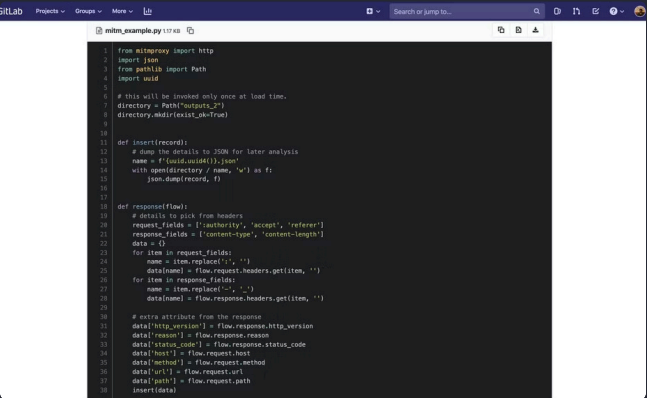 GitLab Projects Groups More Search or jump to...
mitm_example.py 1.17 KB
1 from mitmproxy import http
2 import json
3 from pathlib import Path
4 import uuid
5
6 # this will be invoked only once at load time.
7 directory = Path("outputs_2")
8 directory.mkdir(exist_ok=True)
9
10
11 def insert(record):
12     # dump the details to JSON for later analysis
13     name = f'{uuid.uuid4()}.json'
14     with open(directory / name, 'w') as f:
15         json.dump(record, f)
16
17
18 def response(flow):
19     # details to pick from headers
20     request_fields = [':authority', 'accept', 'referer']
21     response_fields = ['content-type', 'content-length']
22     data = {}
23     for item in request_fields:
24         name = item.replace(':', '')
25         data[name] = flow.request.headers.get(item, '')
26     for item in response_fields:
27         name = item.replace('-', '_')
28         data[name] = flow.response.headers.get(item, '')
29
30     # extra attribute from the response
31     data['http_version'] = flow.response.http_version
32     data['reason'] = flow.response.reason
33     data['status_code'] = flow.response.status_code
34     data['host'] = flow.request.host
35     data['method'] = flow.request.method
36     data['url'] = flow.request.url
37     data['path'] = flow.request.path
38     insert(data)